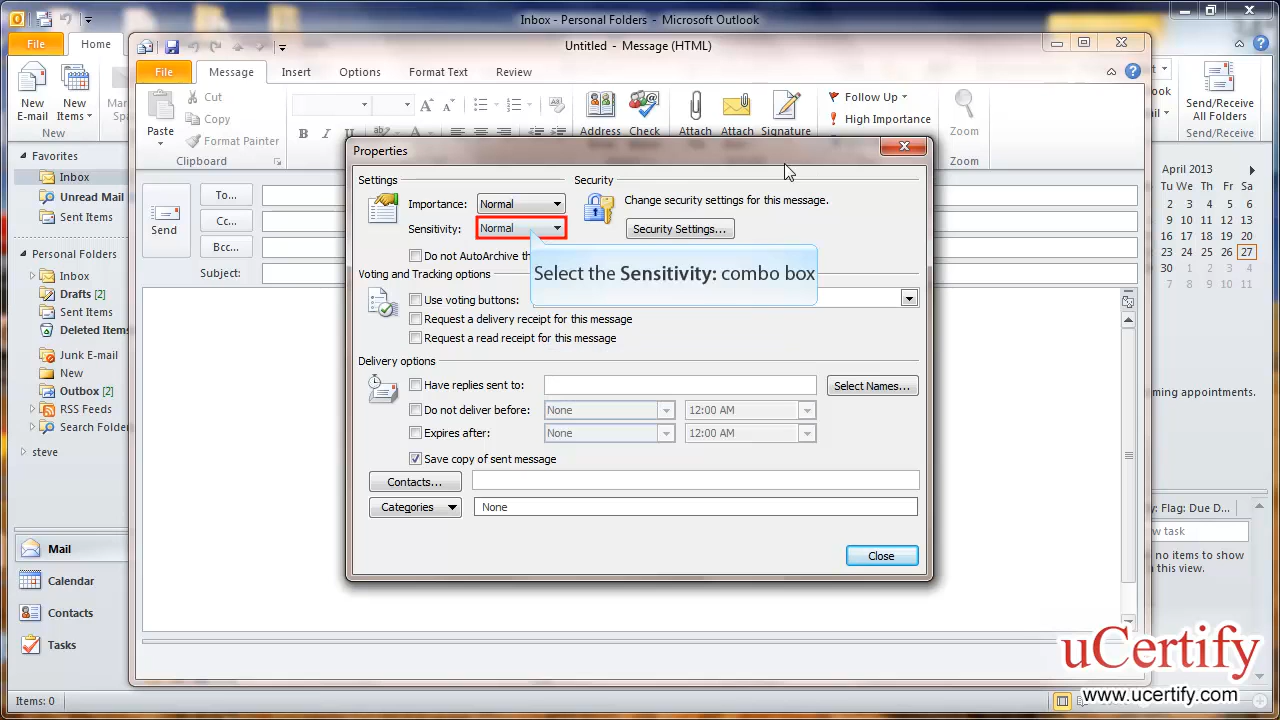 Inbox - Personal Folders - Microsoft Outlook
File
Home
Untitled - Message (HTML)
File
Message
Insert
Options
Format Text
Review
New
E-mail
New
Items
New
Cut
Copy
Paste
Format Painter
Clipboard
B
I
Address
Check
Attach
Attach
Signature
Follow Up
High Importance
Zoom
Zoom
Send/Receive
All Folders
Send/Receive
Favorites
Inbox
Unread Mail
Sent Items
Personal Folders
Inbox
Drafts [2]
Sent Items
Deleted Items
Junk E-mail
New
Outbox [2]
RSS Feeds
Search Folder
steve
Mail
Calendar
Contacts
Tasks
Items: 0
Send
To...
Cc...
Bcc...
Subject:
Properties
Settings
Importance:
Normal
Sensitivity:
Normal
Do not AutoArchive th
Security
Change security settings for this message.
Security Settings...
Select the Sensitivity: combo box
Voting and Tracking options
Use voting buttons:
Request a delivery receipt for this message
Request a read receipt for this message
Delivery options
Have replies sent to:
Select Names...
Do not deliver before:
None
12:00 AM
Expires after:
None
12:00 AM
Save copy of sent message
Contacts...
Categories
None
Close
April 2013
Tu We Th Fr Sa
2 3 4 5 6
9 10 11 12 13
16 17 18 19 20
23 24 25 26 27
30 1 2 3 4
7 8 9 10 11
ming appointments.
y: Flag: Due D...
new task
no items to show
this view.
uCertify
www.ucertify.com